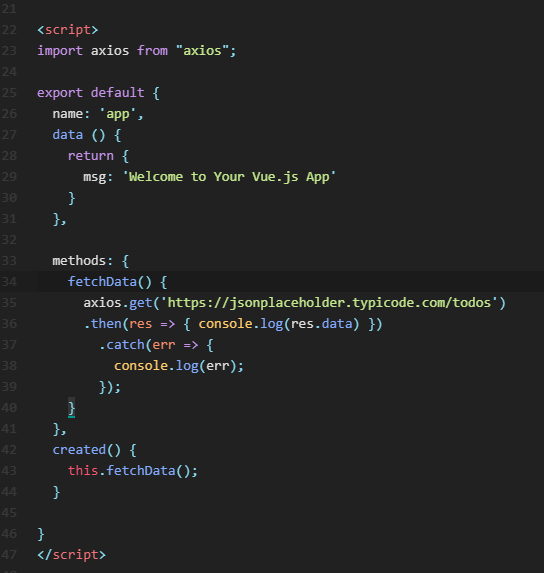 21
22 <script>
23 import axios from "axios";
24
25 export default {
26   name: 'app',
27   data () {
28     return {
29       msg: 'Welcome to Your Vue.js App'
30     }
31   },
32
33   methods: {
34     fetchData() {
35       axios.get('https://jsonplaceholder.typicode.com/todos')
36       .then(res => { console.log(res.data) })
37         .catch(err => {
38           console.log(err);
39         });
40     }
41   },
42   created() {
43     this.fetchData();
44   }
45
46 }
47 </script>